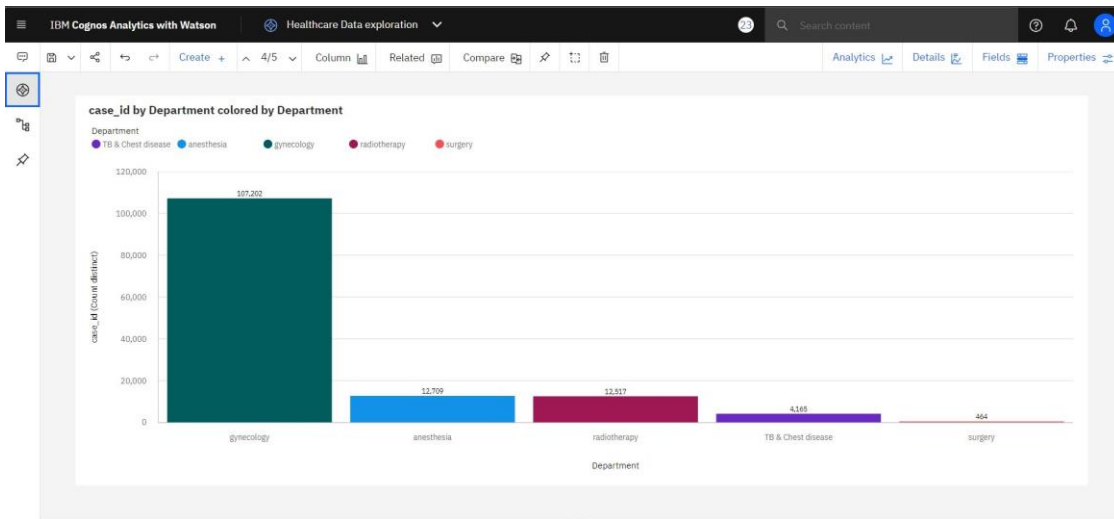 IBM Cognos Analytics with Watson
Healthcare Data exploration
23
Search content
Create +
4/5
Column
Related
Compare
Analytics
Details
Fields
Properties
case_id by Department colored by Department
Department
TB & Chest disease anesthesia gynecology radiotherapy surgery
120,000
107,202
100,000
80,000
60,000
40,000
20,000
12,709
12,517
4,165
464
0
case_id (Count distinct)
gynecology anesthesia radiotherapy TB & Chest disease surgery
Department